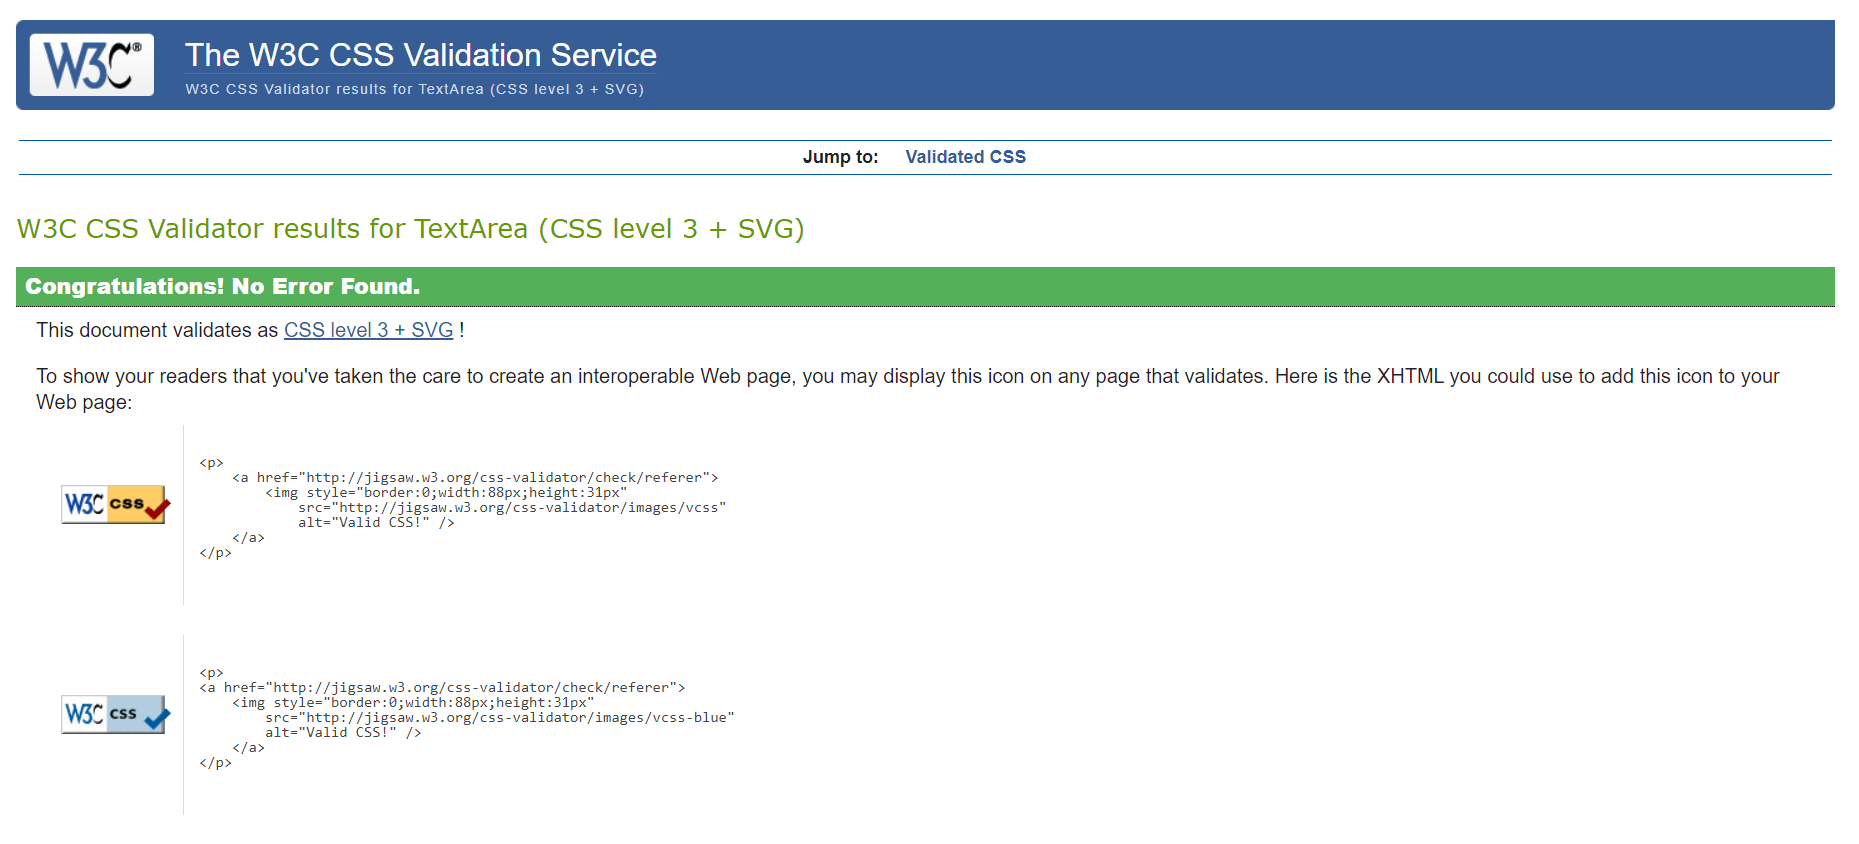 W3C®
The W3C CSS Validation Service
W3C CSS Validator results for TextArea (CSS level 3 + SVG)
Jump to: Validated CSS
W3C CSS Validator results for TextArea (CSS level 3 + SVG)
Congratulations! No Error Found.
This document validates as CSS level 3 + SVG !
To show your readers that you've taken the care to create an interoperable Web page, you may display this icon on any page that validates. Here is the XHTML you could use to add this icon to your
Web page:
W3C css
<p>
    <a href="http://jigsaw.w3.org/css-validator/check/referer">
        <img style="border:0;width:88px;height:31px"
            src="http://jigsaw.w3.org/css-validator/images/vcss"
            alt="Valid CSS!" />
    </a>
</p>
W3C css
<p>
<a href="http://jigsaw.w3.org/css-validator/check/referer">
    <img style="border:0;width:88px;height:31px"
        src="http://jigsaw.w3.org/css-validator/images/vcss-blue"
        alt="Valid CSS!" />
    </a>
</p>